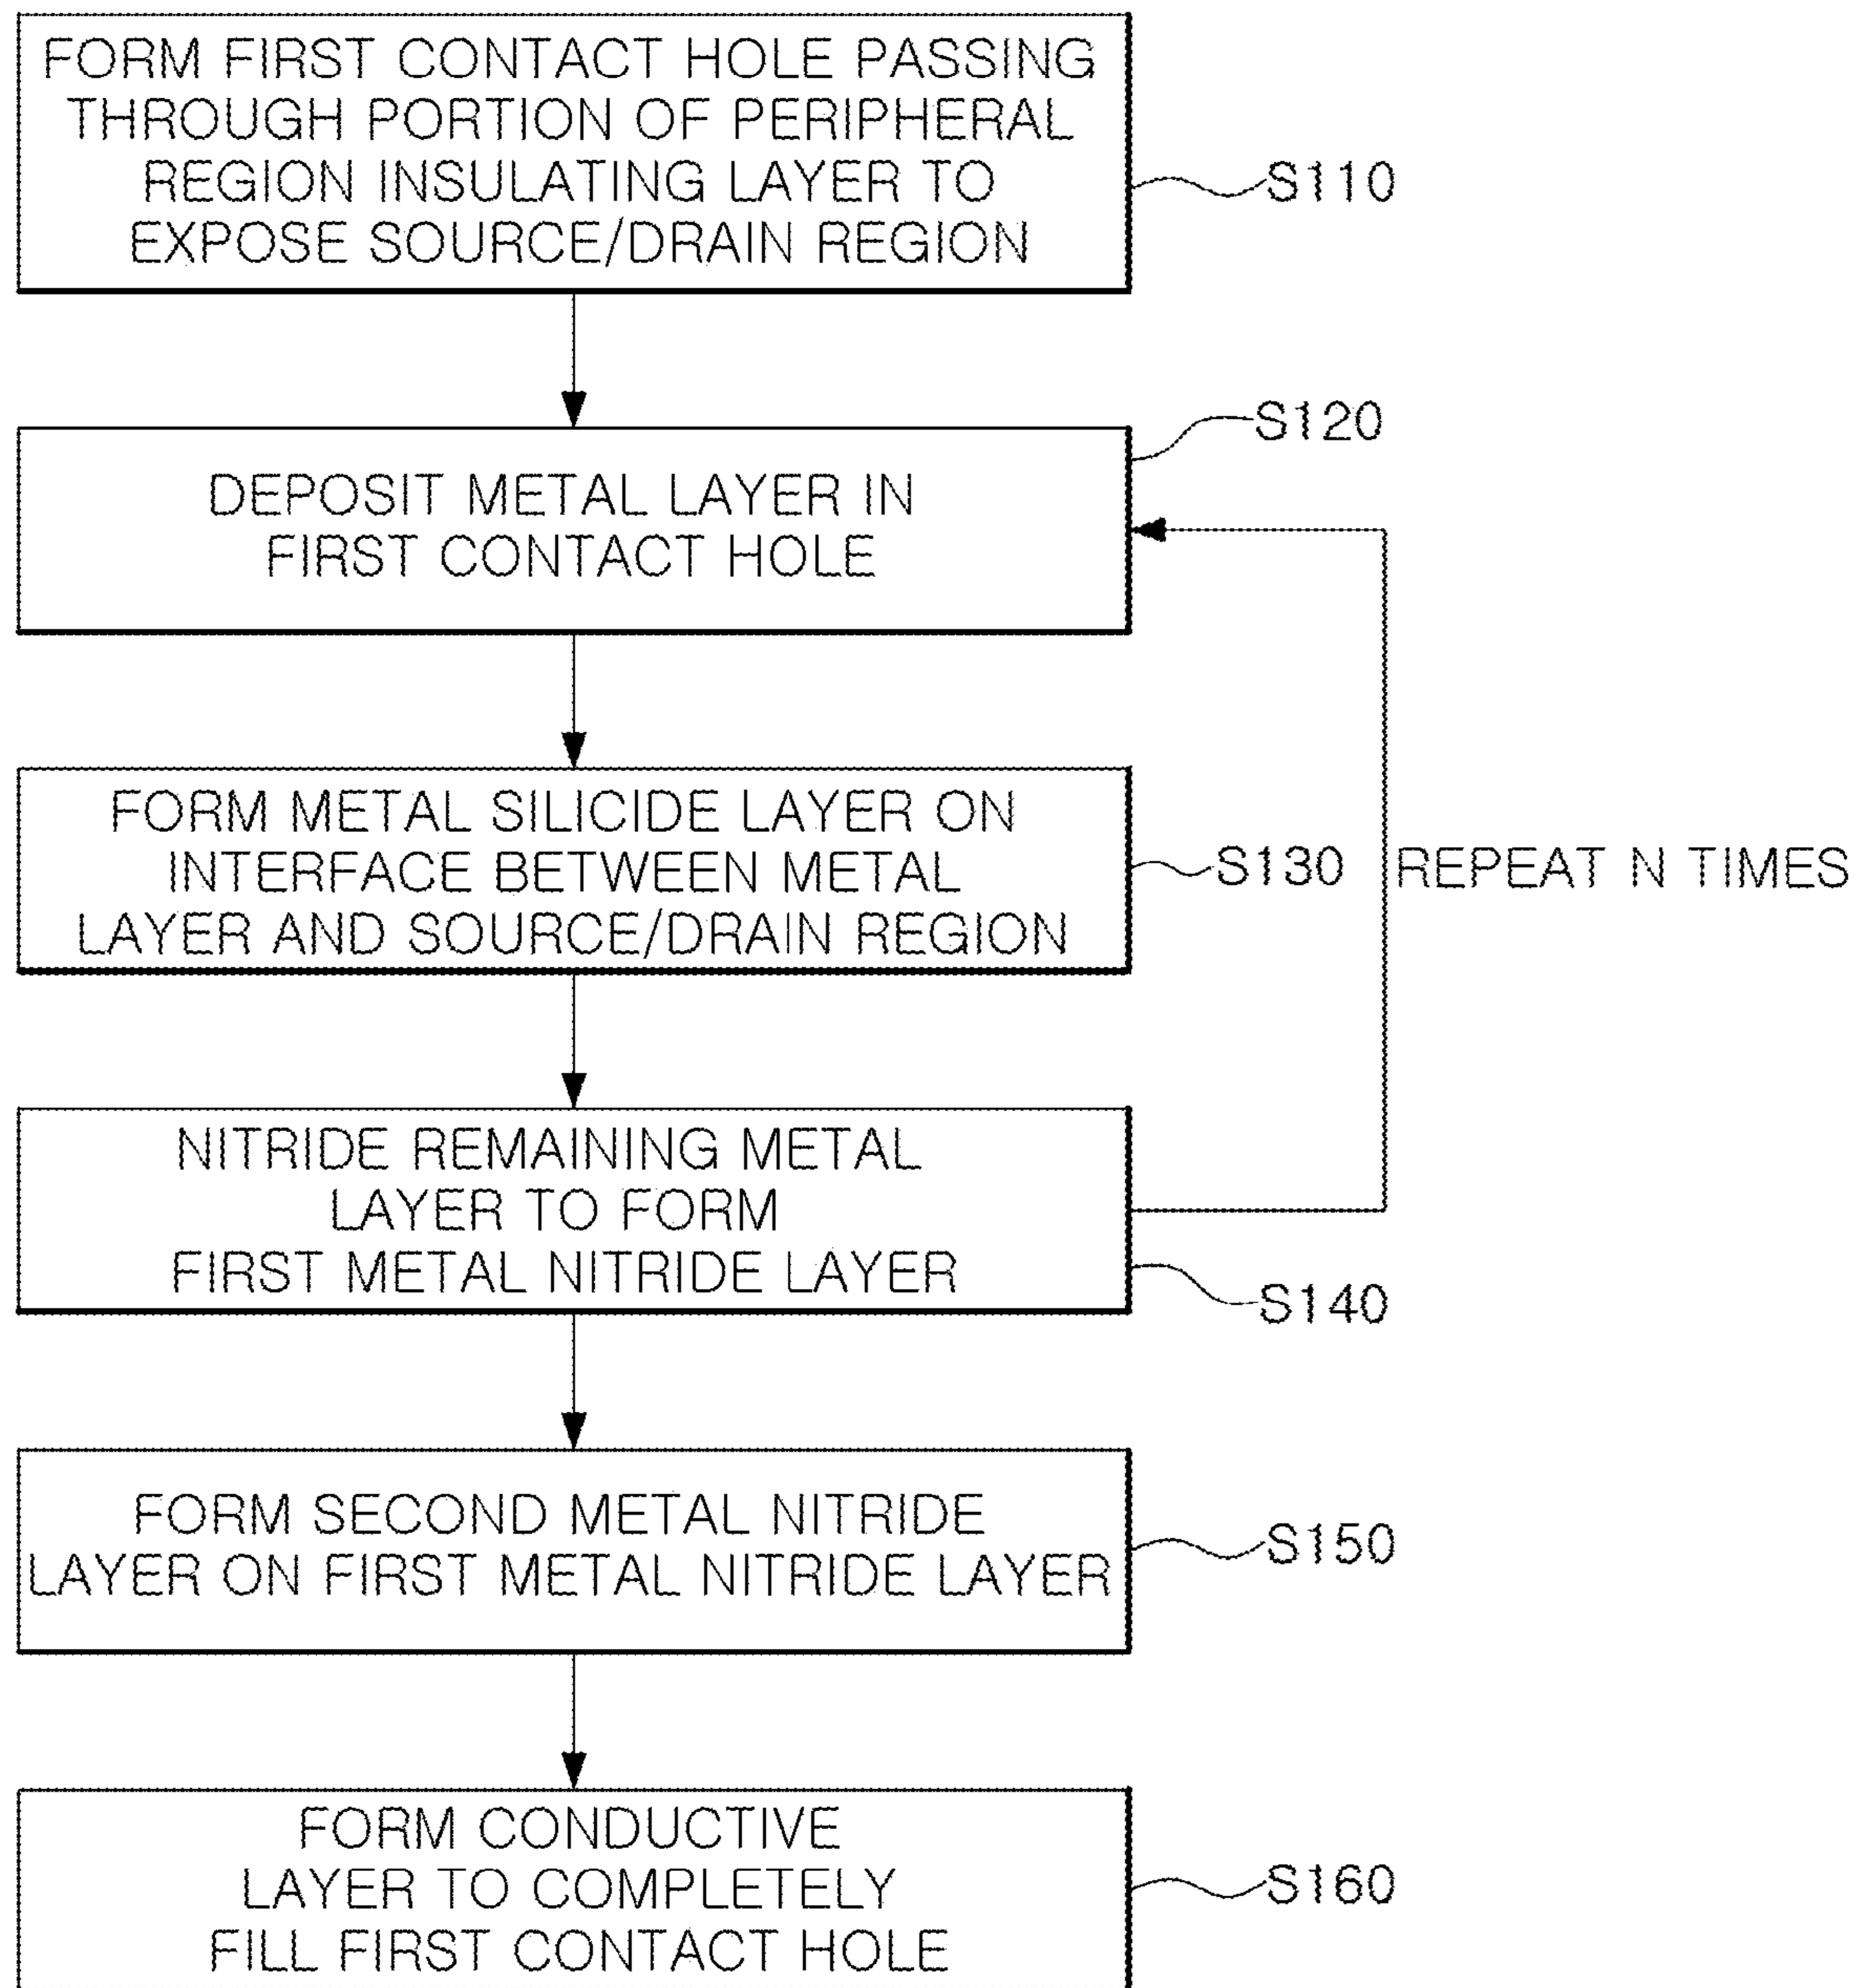 FORM FIRST CONTACT HOLE PASSING
THROUGH PORTION OF PERIPHERAL
REGION INSULATING LAYER TO
EXPOSE SOURCE/DRAIN REGION
S110
S120
DEPOSIT METAL LAYER IN
FIRST CONTACT HOLE
FORM METAL SILICIDE LAYER ON
INTERFACE BETWEEN METAL
LAYER AND SOURCE/DRAIN REGION
S130
REPEAT N TIMES
NITRIDE REMAINING METAL
LAYER TO FORM
FIRST METAL NITRIDE LAYER
S140
FORM SECOND METAL NITRIDE
LAYER ON FIRST METAL NITRIDE LAYER
S150
FORM CONDUCTIVE
LAYER TO COMPLETELY
FILL FIRST CONTACT HOLE
S160